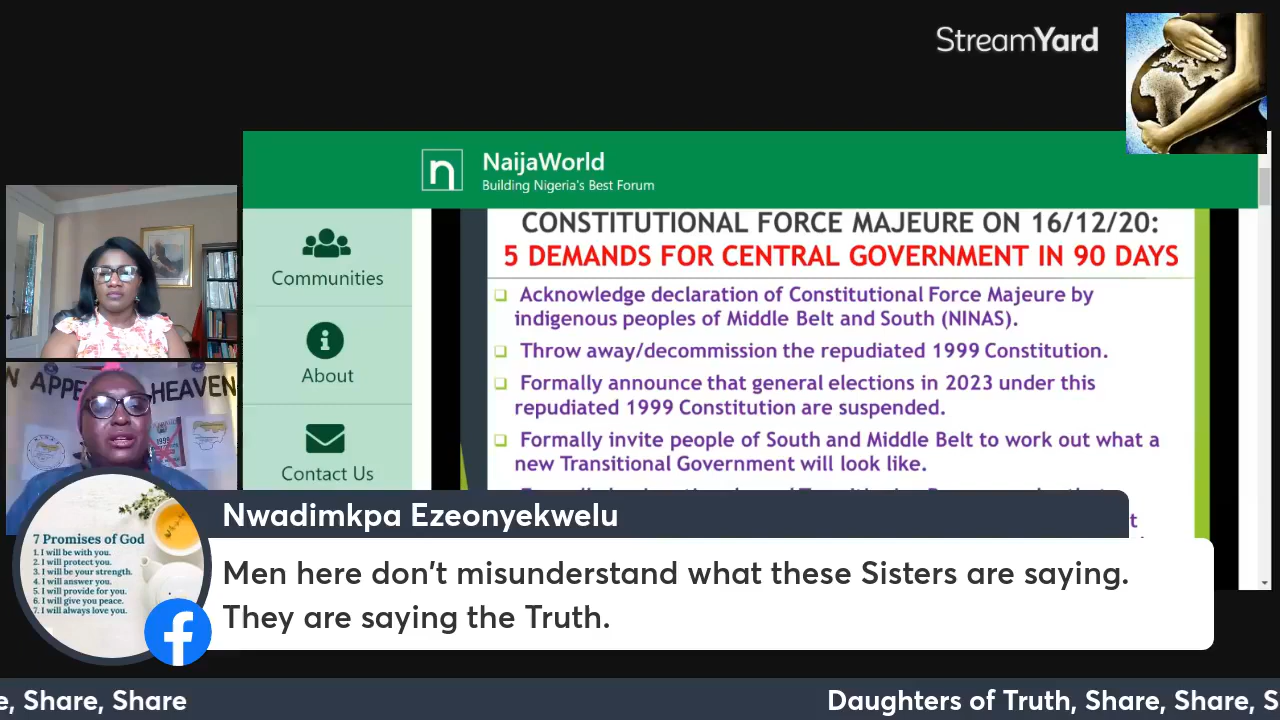 StreamYard
NaijaWorld
Building Nigeria's Best Forum
Communities
About
Contact Us
CONSTITUTIONAL FORCE MAJEURE ON 16/12/20:
5 DEMANDS FOR CENTRAL GOVERNMENT IN 90 DAYS
Acknowledge declaration of Constitutional Force Majeure by
indigenous peoples of Middle Belt and South (NINAS).
Throw away/decommission the repudiated 1999 Constitution.
Formally announce that general elections in 2023 under this
repudiated 1999 Constitution are suspended.
Formally invite people of South and Middle Belt to work out what a
new Transitional Government will look like.
HEAVEN
7 Promises of God
1. I will be with you.
2. I will protect you.
3. I will be your strength.
4. I will answer you.
5. I will provide for you.
6. I will give you peace.
7. I will always love you.
Nwadimkpa Ezeonyekwelu
Men here don't misunderstand what these Sisters are saying.
They are saying the Truth.
e, Share, Share
Daughters of Truth, Share, Share, S